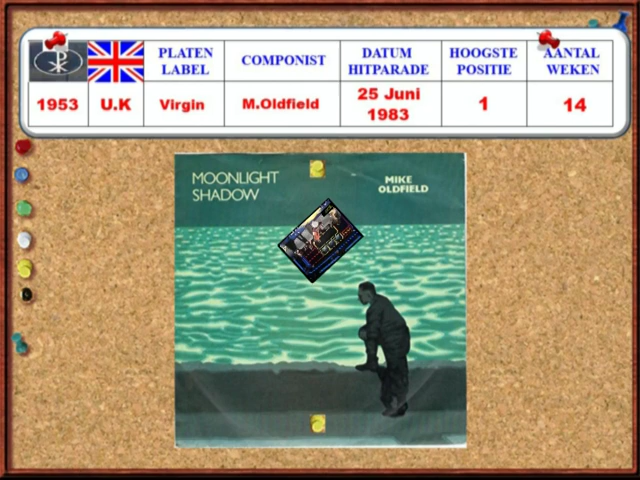 PLATEN LABEL
COMPONIST
DATUM HITPARADE
HOOGSTE POSITIE
AANTAL WEKEN
1953
U.K
Virgin
M.Oldfield
25 Juni 1983
1
14
MOONLIGHT
SHADOW
MIKE
OLDFIELD